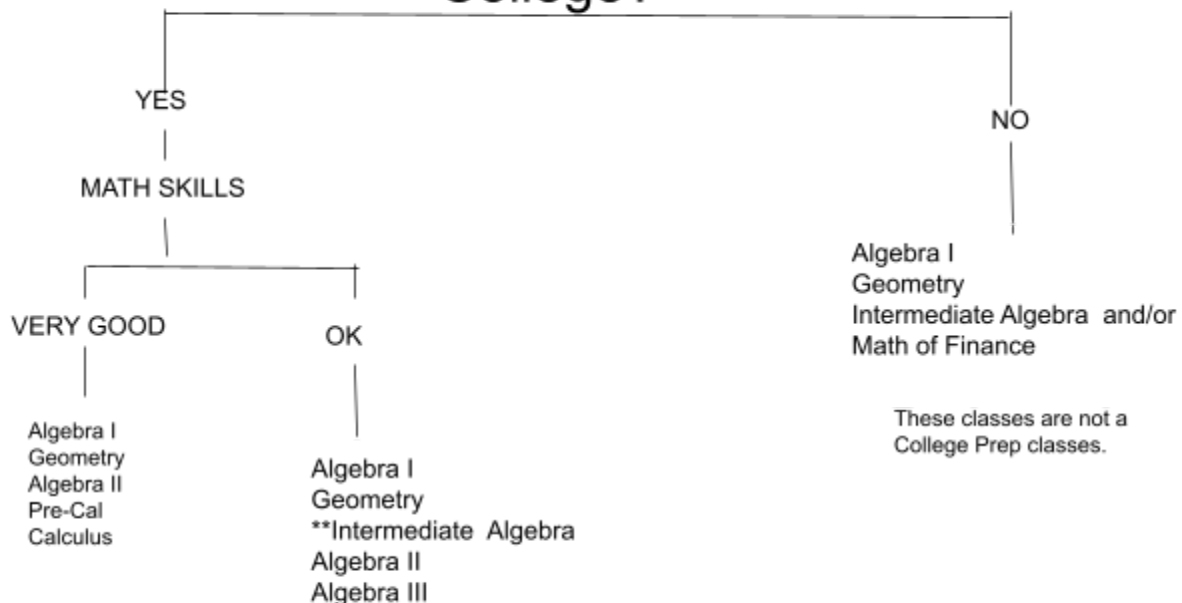 College?
YES
NO
MATH SKILLS
VERY GOOD
OK
Algebra I
Geometry
Algebra II
Pre-Cal
Calculus
Algebra I
Geometry
**Intermediate Algebra
Algebra II
Algebra III
Algebra I
Geometry
Intermediate Algebra and/or
Math of Finance
These classes are not a
College Prep classes.